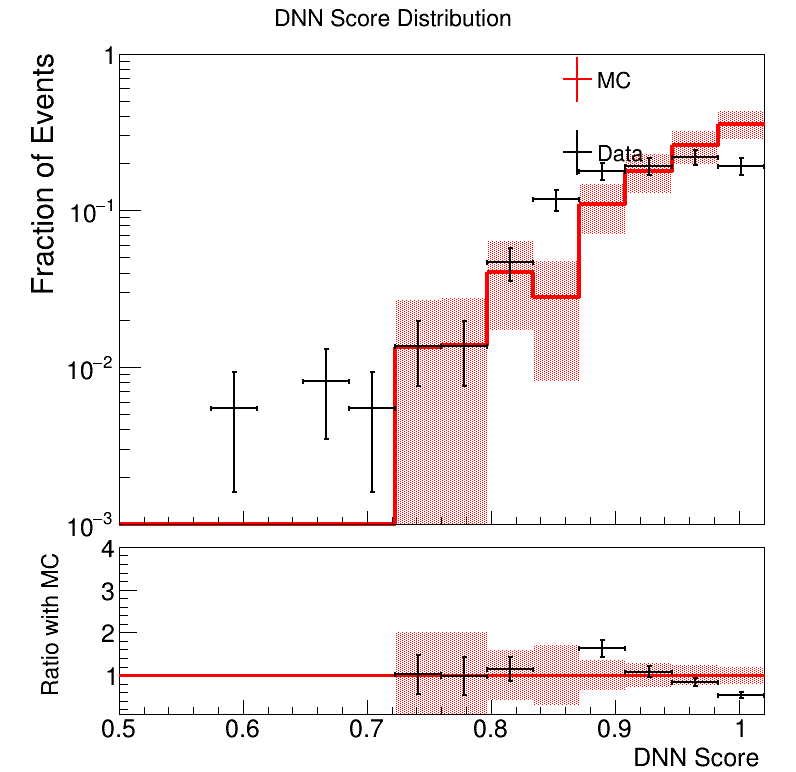 DNN Score Distribution
Fraction of Events
1
10⁻¹
10⁻²
10⁻³
MC
Data
Ratio with MC
4
3
2
1
0.5 0.6 0.7 0.8 0.9 1
DNN Score